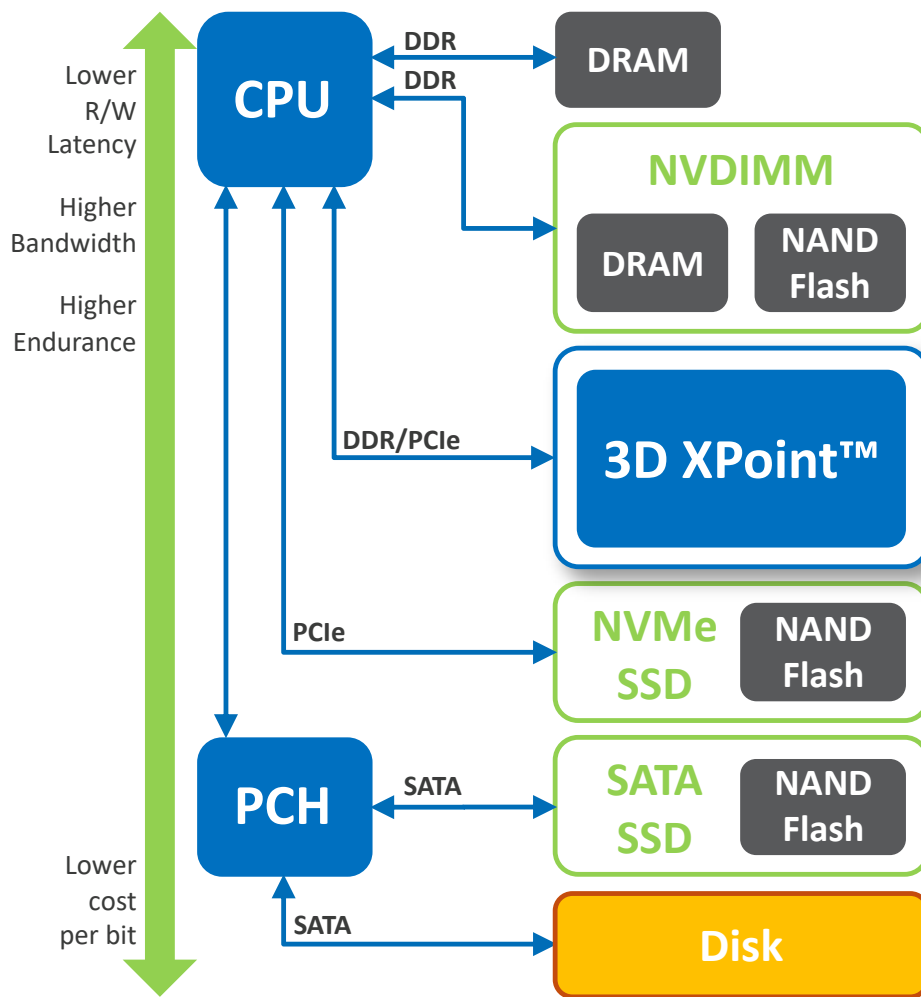 Lower
R/W
Latency
Higher
Bandwidth
Higher
Endurance
Lower
cost
per bit
CPU
DDR
DDR
DRAM
NVDIMM
DRAM
NAND
Flash
DDR/PCIe
3D XPoint™
PCIe
NVMe
SSD
NAND
Flash
PCH
SATA
SATA
SSD
NAND
Flash
SATA
Disk